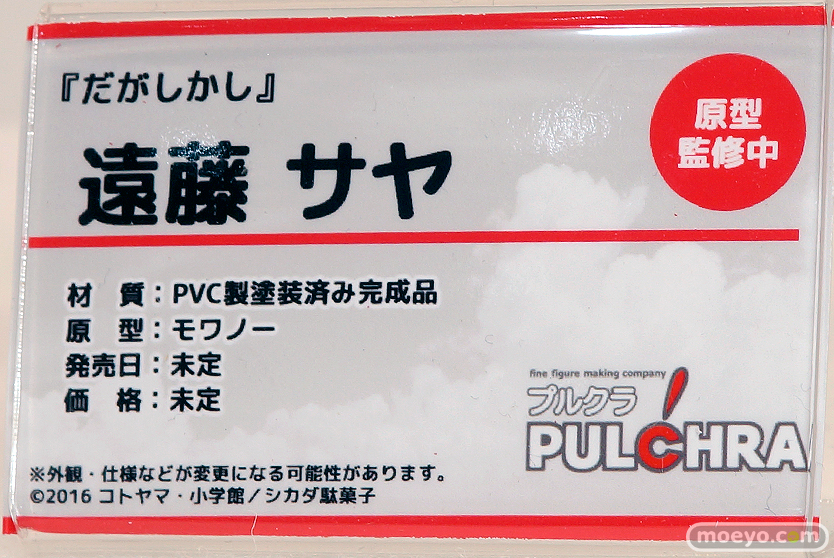 『だがしかし』
原型
監修中
遠藤 サヤ
材 質：PVC製塗装済み完成品
原 型：モワノー
発売日：未定
価 格：未定
fine figure making company
プルクラ
PULCHRA
※外観・仕様などが変更になる可能性があります。
©2016 コトヤマ・小学館／シカダ駄菓子
moeyo.com